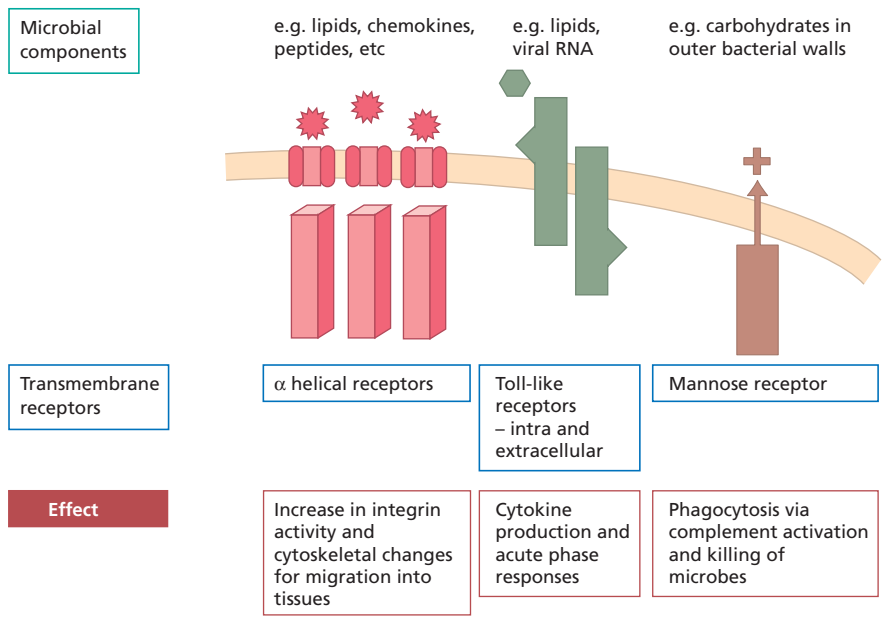 Microbial
components
e.g. lipids, chemokines,
peptides, etc
e.g. lipids,
viral RNA
e.g. carbohydrates in
outer bacterial walls
Transmembrane
receptors
α helical receptors
Toll-like
receptors
– intra and
extracellular
Mannose receptor
Effect
Increase in integrin
activity and
cytoskeletal changes
for migration into
tissues
Cytokine
production and
acute phase
responses
Phagocytosis via
complement activation
and killing of
microbes